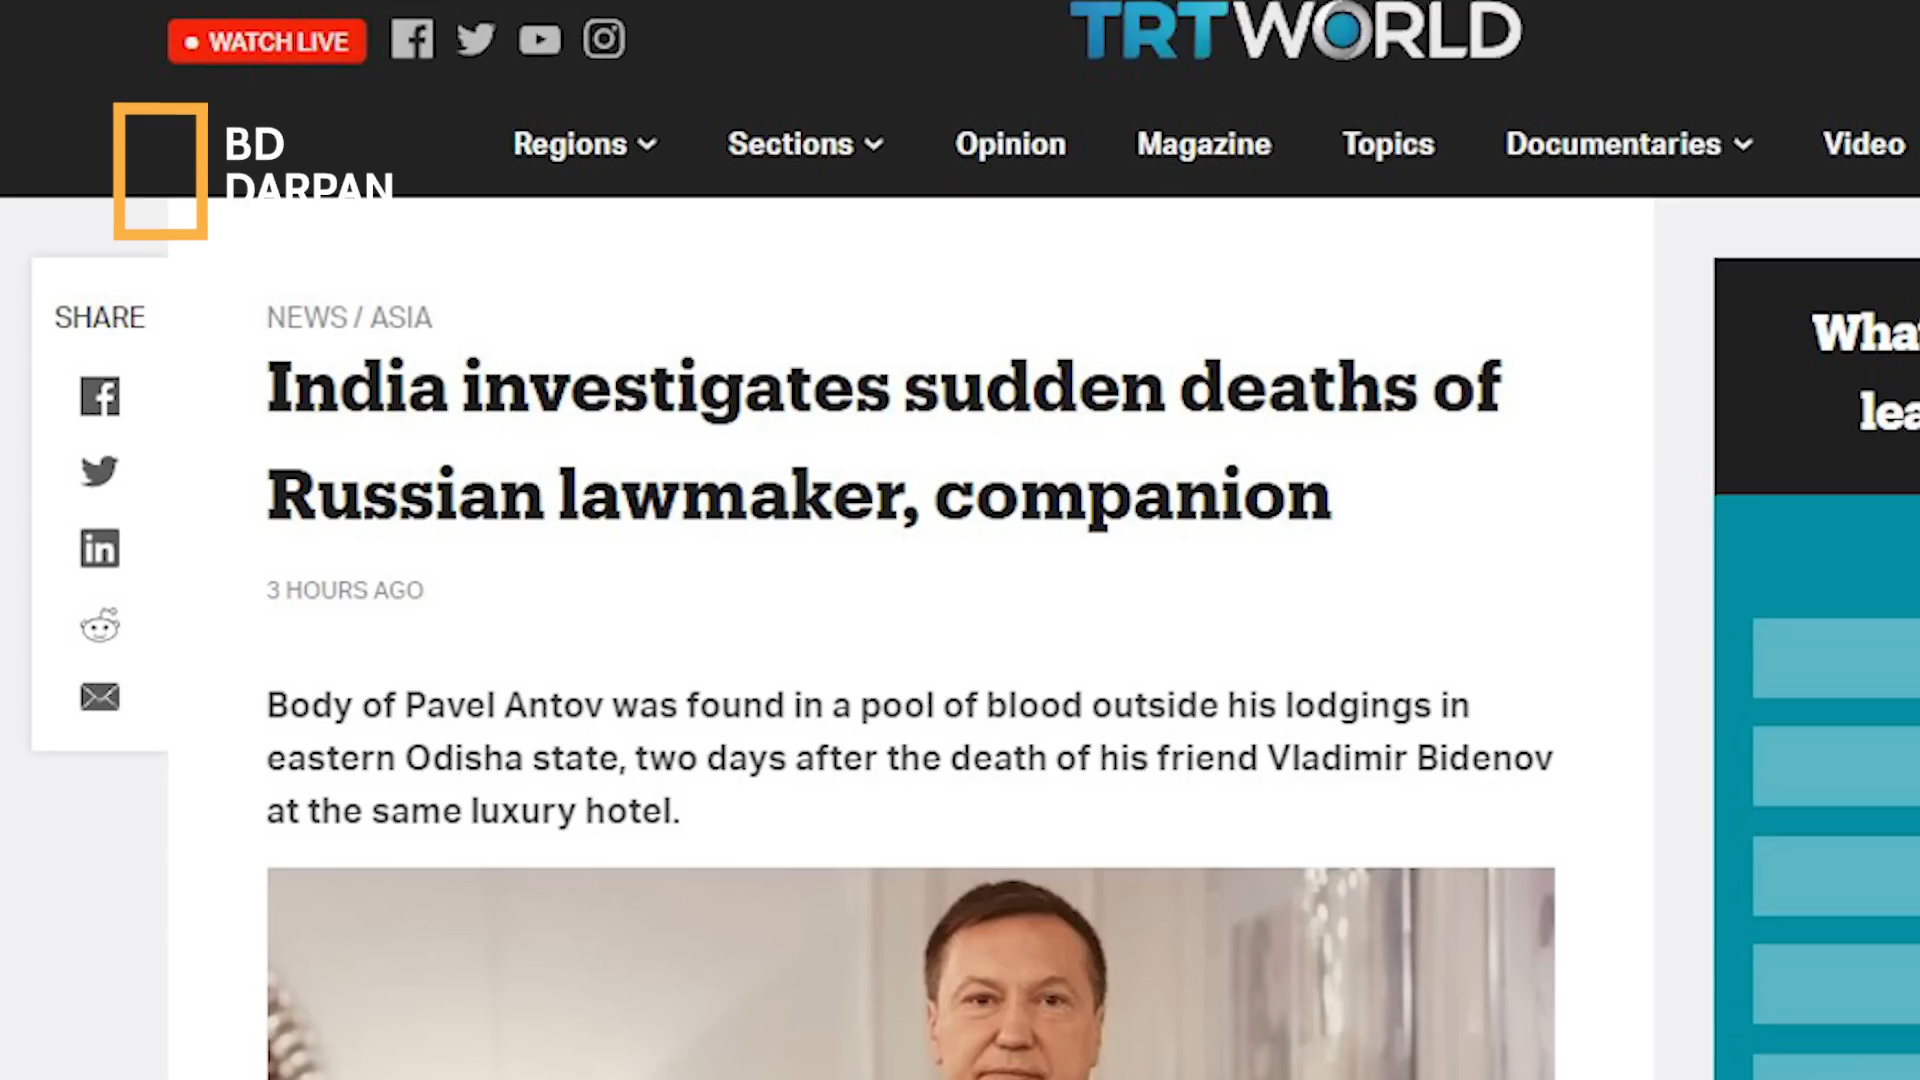 WATCH LIVE
TRT WORLD
BD
DARPAN
Regions
Sections
Opinion
Magazine
Topics
Documentaries
Video
SHARE
NEWS / ASIA
India investigates sudden deaths of
Russian lawmaker, companion
3 HOURS AGO
Body of Pavel Antov was found in a pool of blood outside his lodgings in
eastern Odisha state, two days after the death of his friend Vladimir Bidenov
at the same luxury hotel.